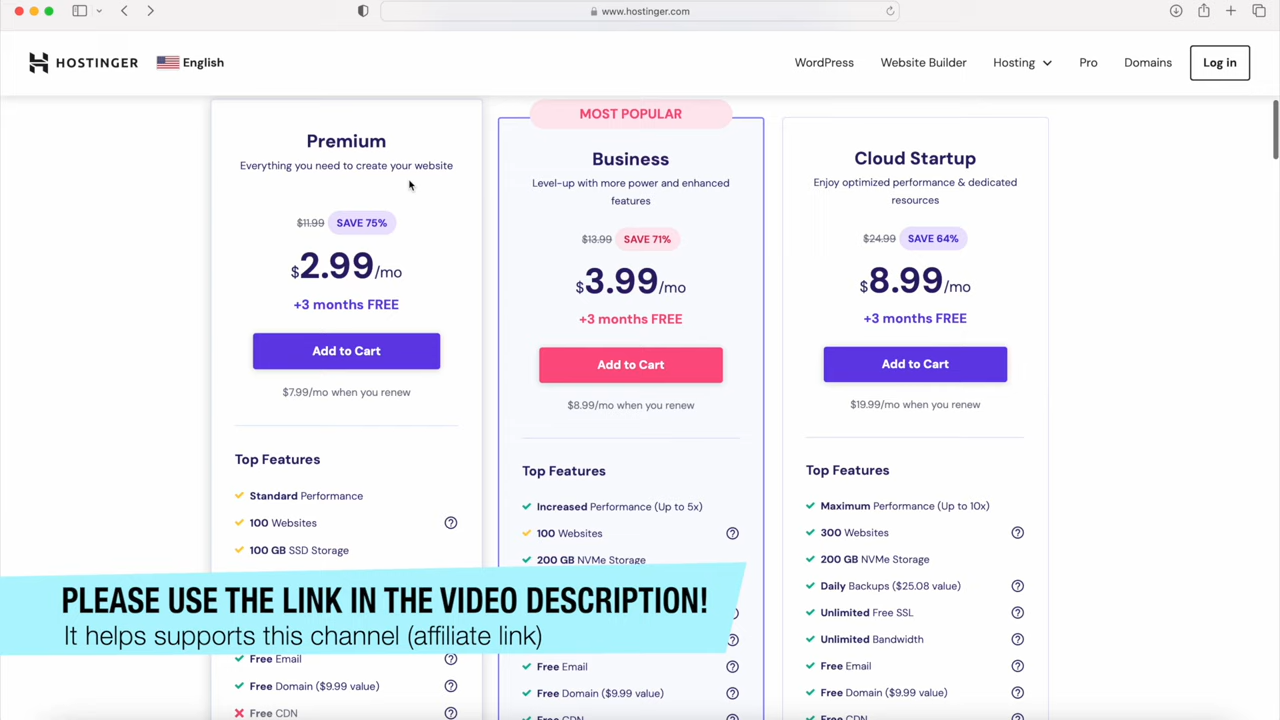 www.hostinger.com
HOSTINGER
English
WordPress
Website Builder
Hosting
Pro
Domains
Log in
Premium
Everything you need to create your website
$11.99 SAVE 75%
$2.99/mo
+3 months FREE
Add to Cart
$7.99/mo when you renew
Top Features
Standard Performance
100 Websites
100 GB SSD Storage
Free Email
Free Domain ($9.99 value)
Free CDN
MOST POPULAR
Business
Level-up with more power and enhanced
features
$13.99 SAVE 71%
$3.99/mo
+3 months FREE
Add to Cart
$8.99/mo when you renew
Top Features
Increased Performance (Up to 5x)
100 Websites
200 GB NVMe Storage
Free Email
Free Domain ($9.99 value)
Free CDN
Cloud Startup
Enjoy optimized performance & dedicated
resources
$24.99 SAVE 64%
$8.99/mo
+3 months FREE
Add to Cart
$19.99/mo when you renew
Top Features
Maximum Performance (Up to 10x)
300 Websites
200 GB NVMe Storage
Daily Backups ($25.08 value)
Unlimited Free SSL
Unlimited Bandwidth
Free Email
Free Domain ($9.99 value)
PLEASE USE THE LINK IN THE VIDEO DESCRIPTION!
It helps supports this channel (affiliate link)